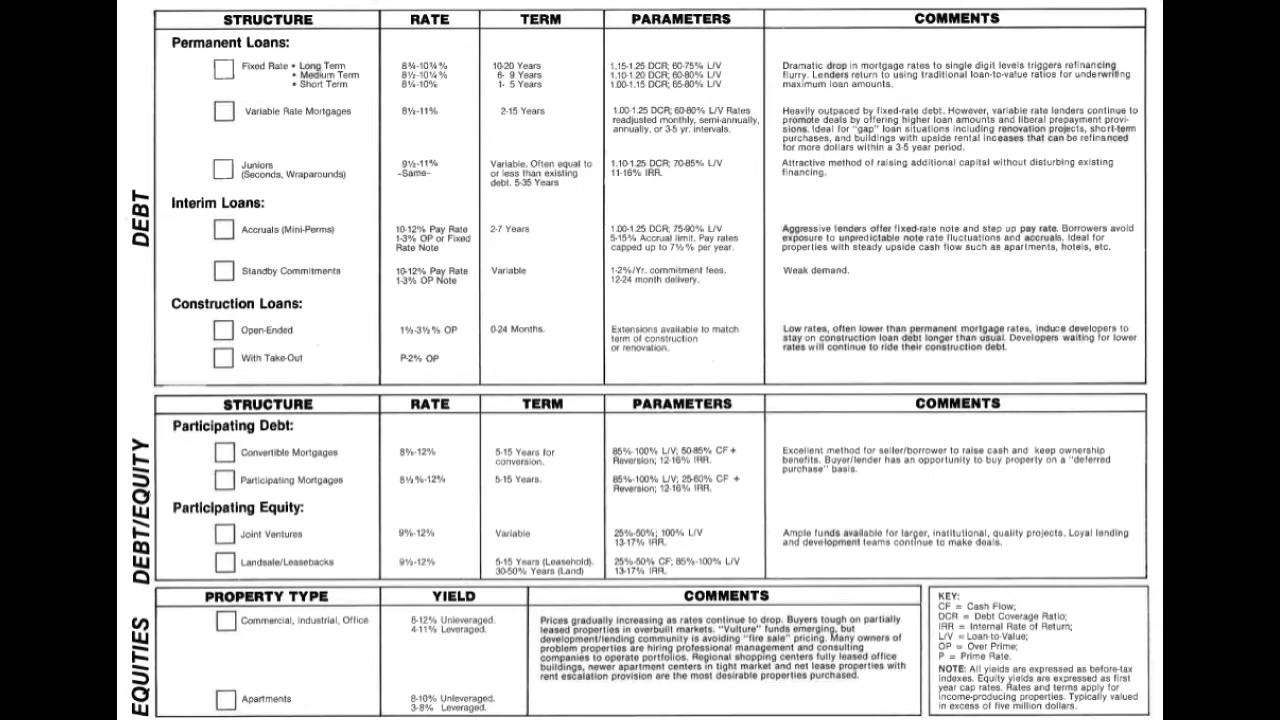 STRUCTURE RATE TERM PARAMETERS COMMENTS
DEBT
Permanent Loans:
Fixed Rate • Long Term
• Medium Term
• Short Term
10-20 Years
6- 9 Years
1- 5 Years
1.15-1.25 DCR; 60-75% L/V
1.10-1.20 DCR; 60-80% L/V
1.00-1.15 DCR; 65-80% L/V
Dramatic drop in mortgage rates to single digit levels triggers refinancing
flurry. Lenders return to using traditional loan-to-value ratios for underwriting
maximum loan amounts.
Variable Rate Mortgages
8½-11%
2-15 Years
1.00-1.25 DCR; 60-80% L/V Rates
readjusted monthly, semi-annually,
annually, or 3-5 yr. intervals.
Heavily outpaced by fixed-rate debt. However, variable rate lenders continue to
promote deals by offering higher loan amounts and liberal prepayment provi-
sions. Ideal for "gap" loan situations including renovation projects, short-term
purchases, and buildings with upside rental inceases that can be refinanced
for more dollars within a 3-5 year period.
Juniors
(Seconds, Wraparounds)
9½-11%
–Same–
Variable. Often equal to
or less than existing
debt. 5-35 Years
1.10-1.25 DCR; 70-85% L/V
11-16% IRR.
Attractive method of raising additional capital without disturbing existing
financing.
Interim Loans:
Accruals (Mini-Perms)
10-12% Pay Rate
1-3% OP or Fixed
Rate Note
2-7 Years
1.00-1.25 DCR; 75-90% L/V
5-15% Accrual limit. Pay rates
capped up to 7½% per year.
Aggressive lenders offer fixed-rate note and step up pay rate. Borrowers avoid
exposure to unpredictable note rate fluctuations and accruals. Ideal for
properties with steady upside cash flow such as apartments, hotels, etc.
Standby Commitments
10-12% Pay Rate
1-3% OP Note
Variable
1-2%/Yr. commitment fees.
12-24 month delivery.
Weak demand.
Construction Loans:
Open-Ended
OP
0-24 Months.
Extensions available to match
term of construction
or renovation.
Low rates, often lower than permanent mortgage rates, induce developers to
stay on construction loan debt longer than usual. Developers waiting for lower
rates will continue to ride their construction debt.
With Take-Out
P-2% OP
STRUCTURE RATE TERM PARAMETERS COMMENTS
DEBT/EQUITY
Participating Debt:
Convertible Mortgages
5-15 Years for
conversion.
85%-100% L/V; 50-85% CF +
Reversion; 12-16% IRR.
Excellent method for seller/borrower to raise cash and keep ownership
benefits. Buyer/lender has an opportunity to buy property on a "deferred
purchase" basis.
Participating Mortgages
5-15 Years.
85%-100% L/V; 25-60% CF +
Reversion; 12-16% IRR.
Participating Equity:
Joint Ventures
Variable
25%-50%; 100% L/V
13-17% IRR.
Ample funds available for larger, institutional, quality projects. Loyal lending
and development teams continue to make deals.
Landsale/Leasebacks
9½-12%
5-15 Years (Leasehold).
30-50% Years (Land)
25%-50% CF; 85%-100% L/V
13-17% IRR.
PROPERTY TYPE YIELD COMMENTS
EQUITIES
Commercial, Industrial, Office
Unleveraged.
4-11% Leveraged.
Prices gradually increasing as rates continue to drop. Buyers tough on partially
leased properties in overbuilt markets. "Vulture" funds emerging, but
development/lending community is avoiding "fire sale" pricing. Many owners of
problem properties are hiring professional management and consulting
companies to operate portfolios. Regional shopping centers fully leased office
buildings, newer apartment centers in tight market and net lease properties with
rent escalation provision are the most desirable properties purchased.
Apartments
8-10% Unleveraged.
3-8% Leveraged.
KEY:
CF = Cash Flow;
DCR = Debt Coverage Ratio;
IRR = Internal Rate of Return;
L/V = Loan-to-Value;
OP = Over Prime;
P = Prime Rate.
NOTE: All yields are expressed as before-tax
indexes. Equity yields are expressed as first
year cap rates. Rates and terms apply for
income-producing properties. Typically valued
in excess of five million dollars.